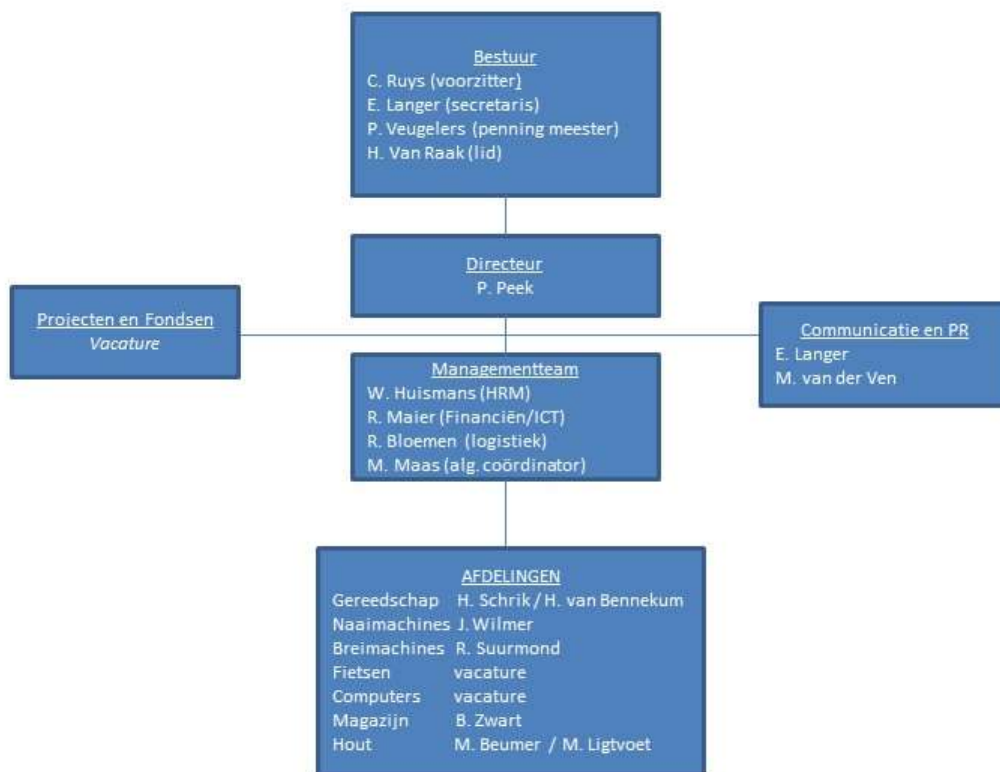 Bestuur
C. Ruys (voorzitter)
E. Langer (secretaris)
P. Veugelers (penning meester)
H. Van Raak (lid)
Directeur
P. Peek
Projecten en Fondsen
Vacature
Communicatie en PR
E. Langer
M. van der Ven
Managementteam
W. Huismans (HRM)
R. Maier (Financiën/ICT)
R. Bloemen (logistiek)
M. Maas (alg. coördinator)
AFDELINGEN
Gereedschap H. Schrik / H. van Bennekum
Naaimachines J. Wilmer
Breimachines R. Suurmond
Fietsen vacature
Computers vacature
Magazijn B. Zwart
Hout M. Beumer / M. Ligtvoet